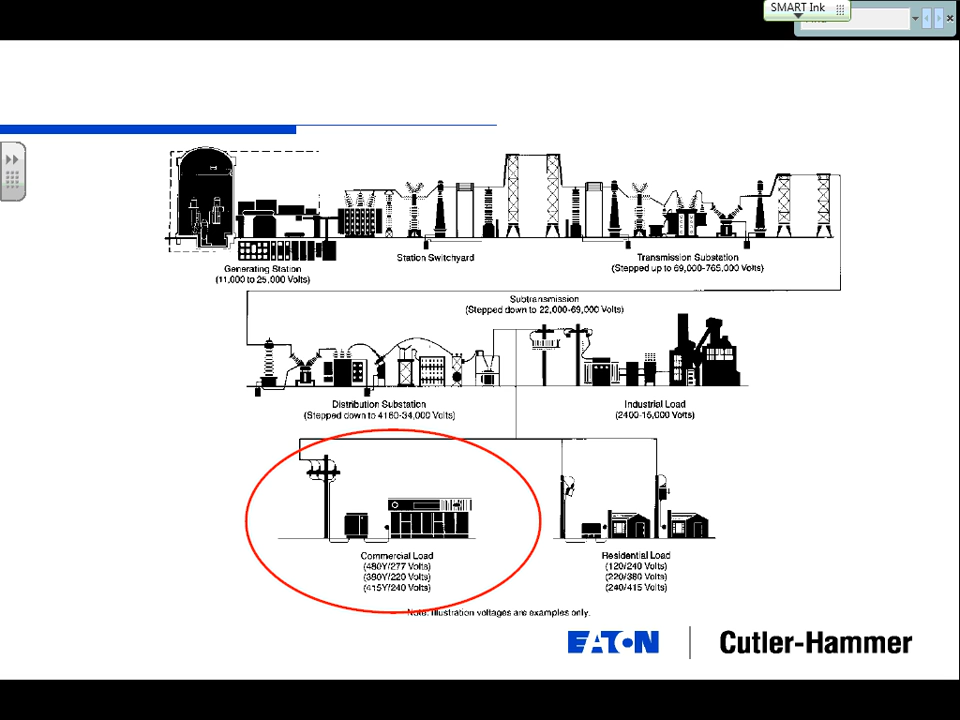 SMART Ink
Generating Station
(11,000 to 25,000 Volts)
Station Switchyard
Transmission Substation
(Stepped up to 69,000-765,000 Volts)
Subtransmission
(Stepped down to 22,000-69,000 Volts)
Distribution Substation
(Stepped down to 4160-34,000 Volts)
Industrial Load
(2400-15,000 Volts)
Commercial Load
(480Y/277 Volts)
(390Y/220 Volts)
(415Y/240 Volts)
Residential Load
(120/240 Volts)
(220/380 Volts)
(240/415 Volts)
Note: Illustration voltages are examples only.
EATON
Cutler-Hammer